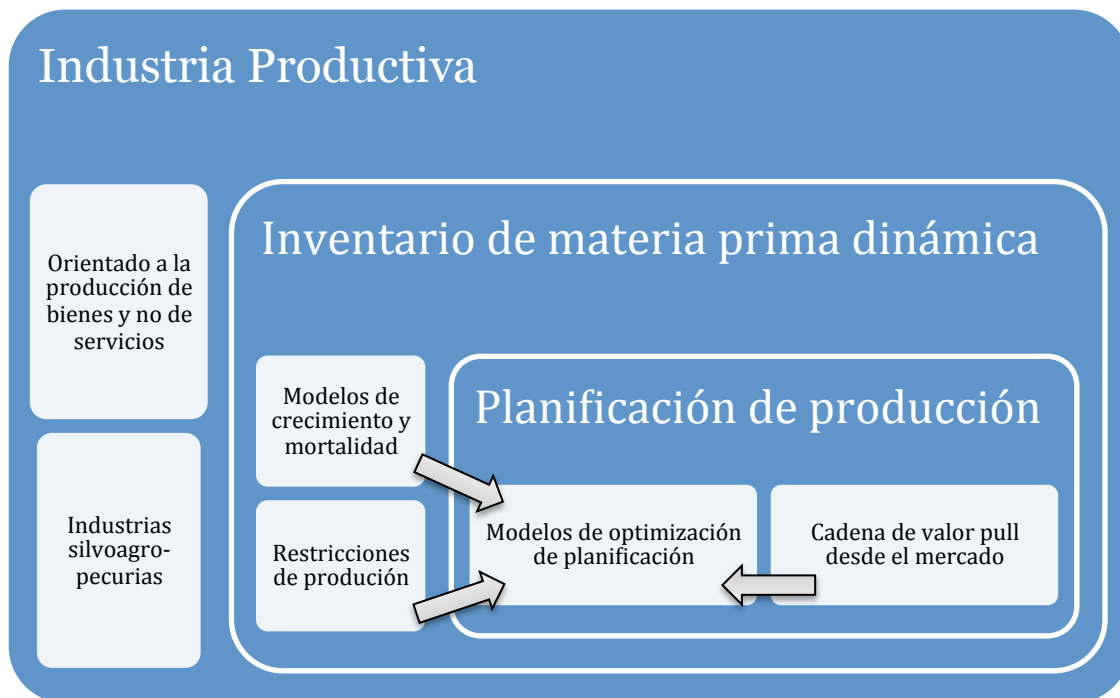 Industria Productiva
Orientado a la
producción de
bienes y no de
servicios
Industrias
silvoagro-
pecurias
Inventario de materia prima dinámica
Modelos de
crecimiento y
mortalidad
Restricciones
de produción
Planificación de producción
Modelos de optimización
de planificación
Cadena de valor pull
desde el mercado